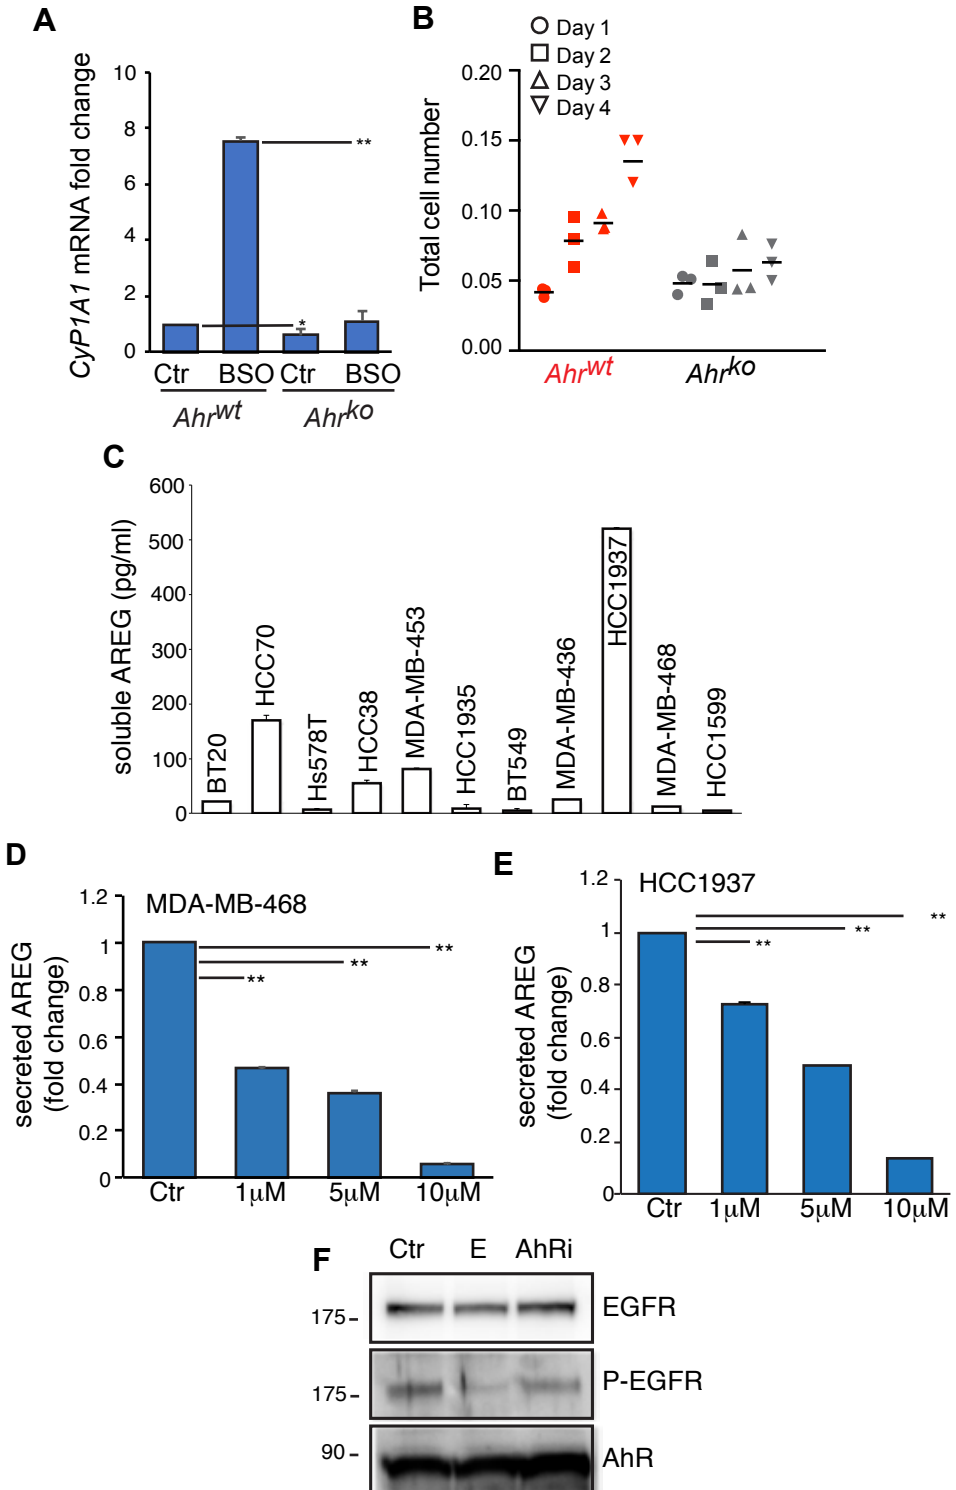 A
CyP1A1 mRNA fold change
10
8
6
4
2
0
**
*
Ctr BSO Ctr BSO
Ahrwt Ahrko
B
Day 1
Day 2
Day 3
Day 4
Total cell number
0.20
0.15
0.10
0.05
0.00
Ahrwt Ahrko
C
soluble AREG (pg/ml)
600
500
400
300
200
100
0
BT20
HCC70
Hs578T
HCC38
MDA-MB-453
HCC1935
BT549
MDA-MB-436
HCC1937
MDA-MB-468
HCC1599
D
MDA-MB-468
secreted AREG
(fold change)
1.2
1
0.8
0.6
0.4
0.2
0
**
**
**
Ctr 1μM 5μM 10μM
E
HCC1937
secreted AREG
(fold change)
1.2
1
0.8
0.6
0.4
0.2
0
**
**
**
Ctr 1μM 5μM 10μM
F
Ctr E AhRi
175 EGFR
175 P-EGFR
90 AhR